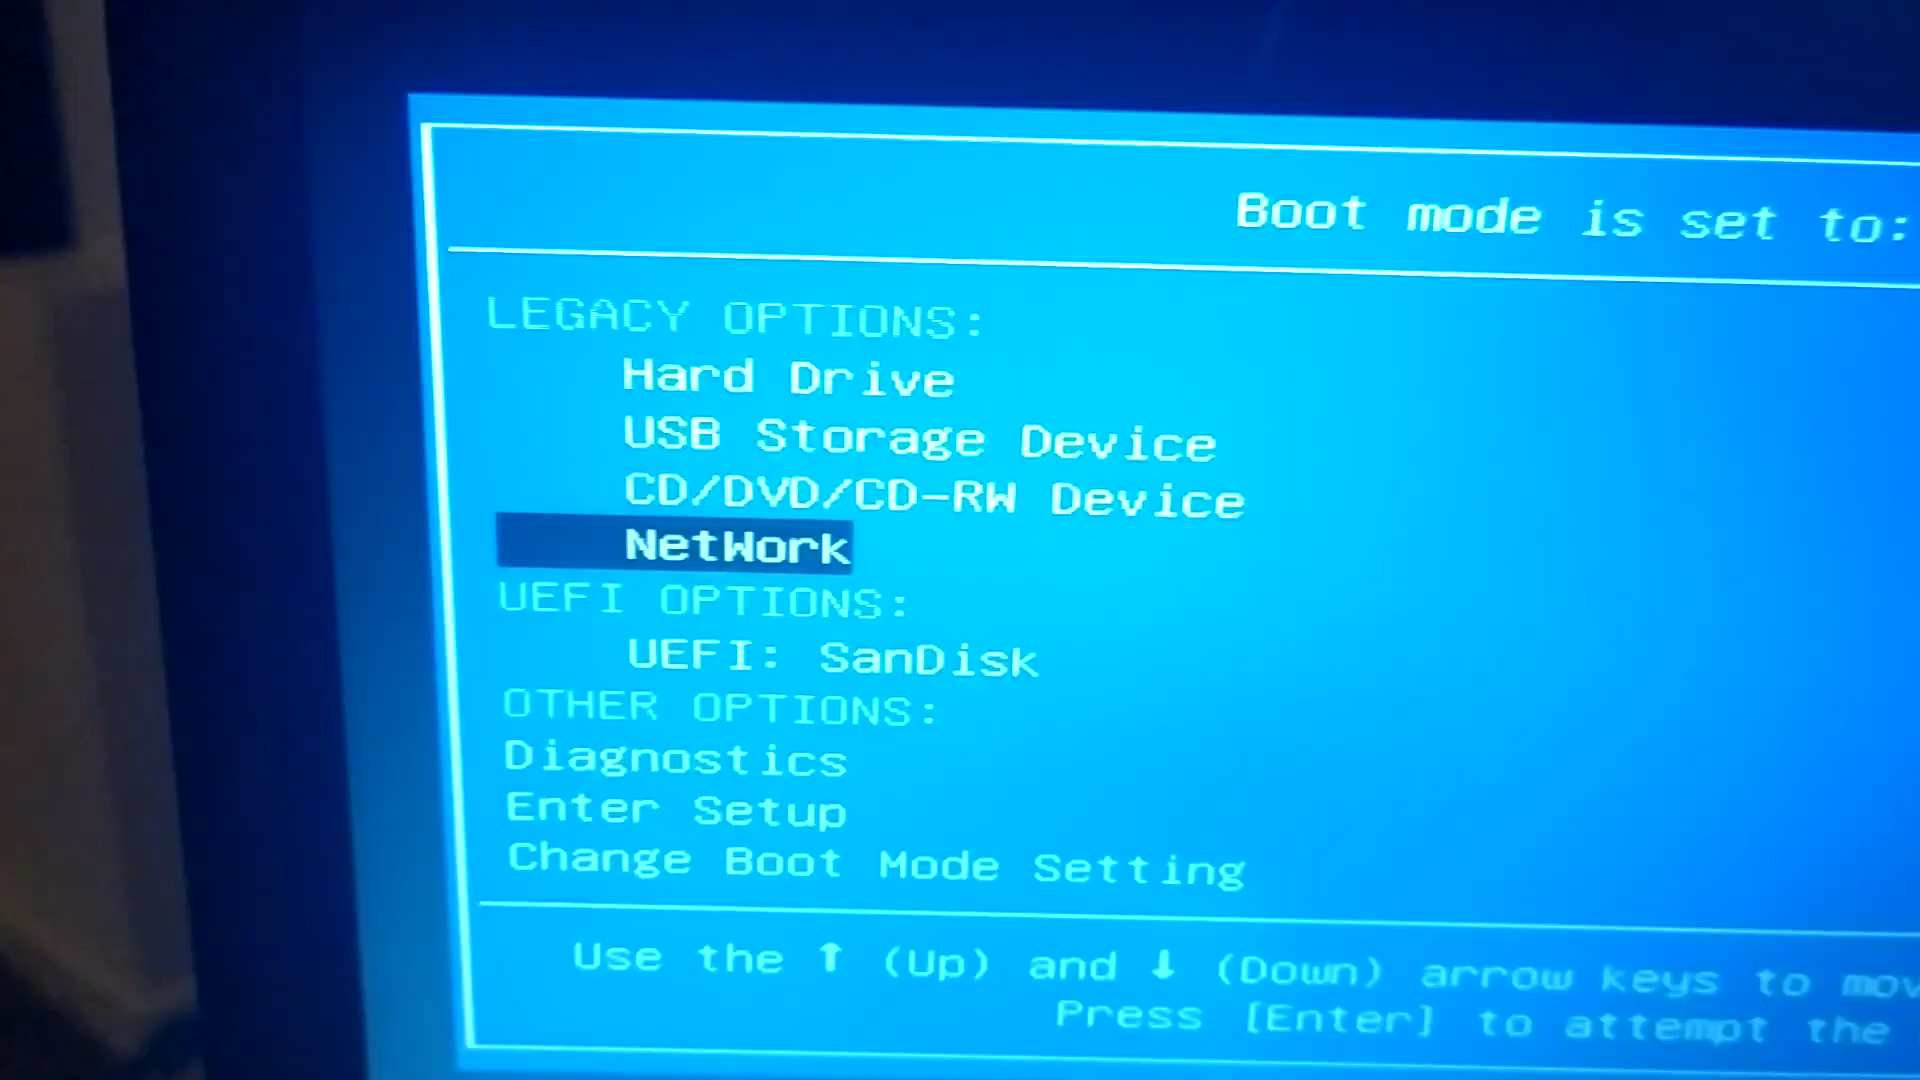 Boot mode is set to:
LEGACY OPTIONS:
Hard Drive
USB Storage Device
CD/DVD/CD-RW Device
NetWork
UEFI OPTIONS:
UEFI: SanDisk
OTHER OPTIONS:
Diagnostics
Enter Setup
Change Boot Mode Setting
Use the ↑ (Up) and ↓ (Down) arrow keys to mov
Press [Enter] to attempt the